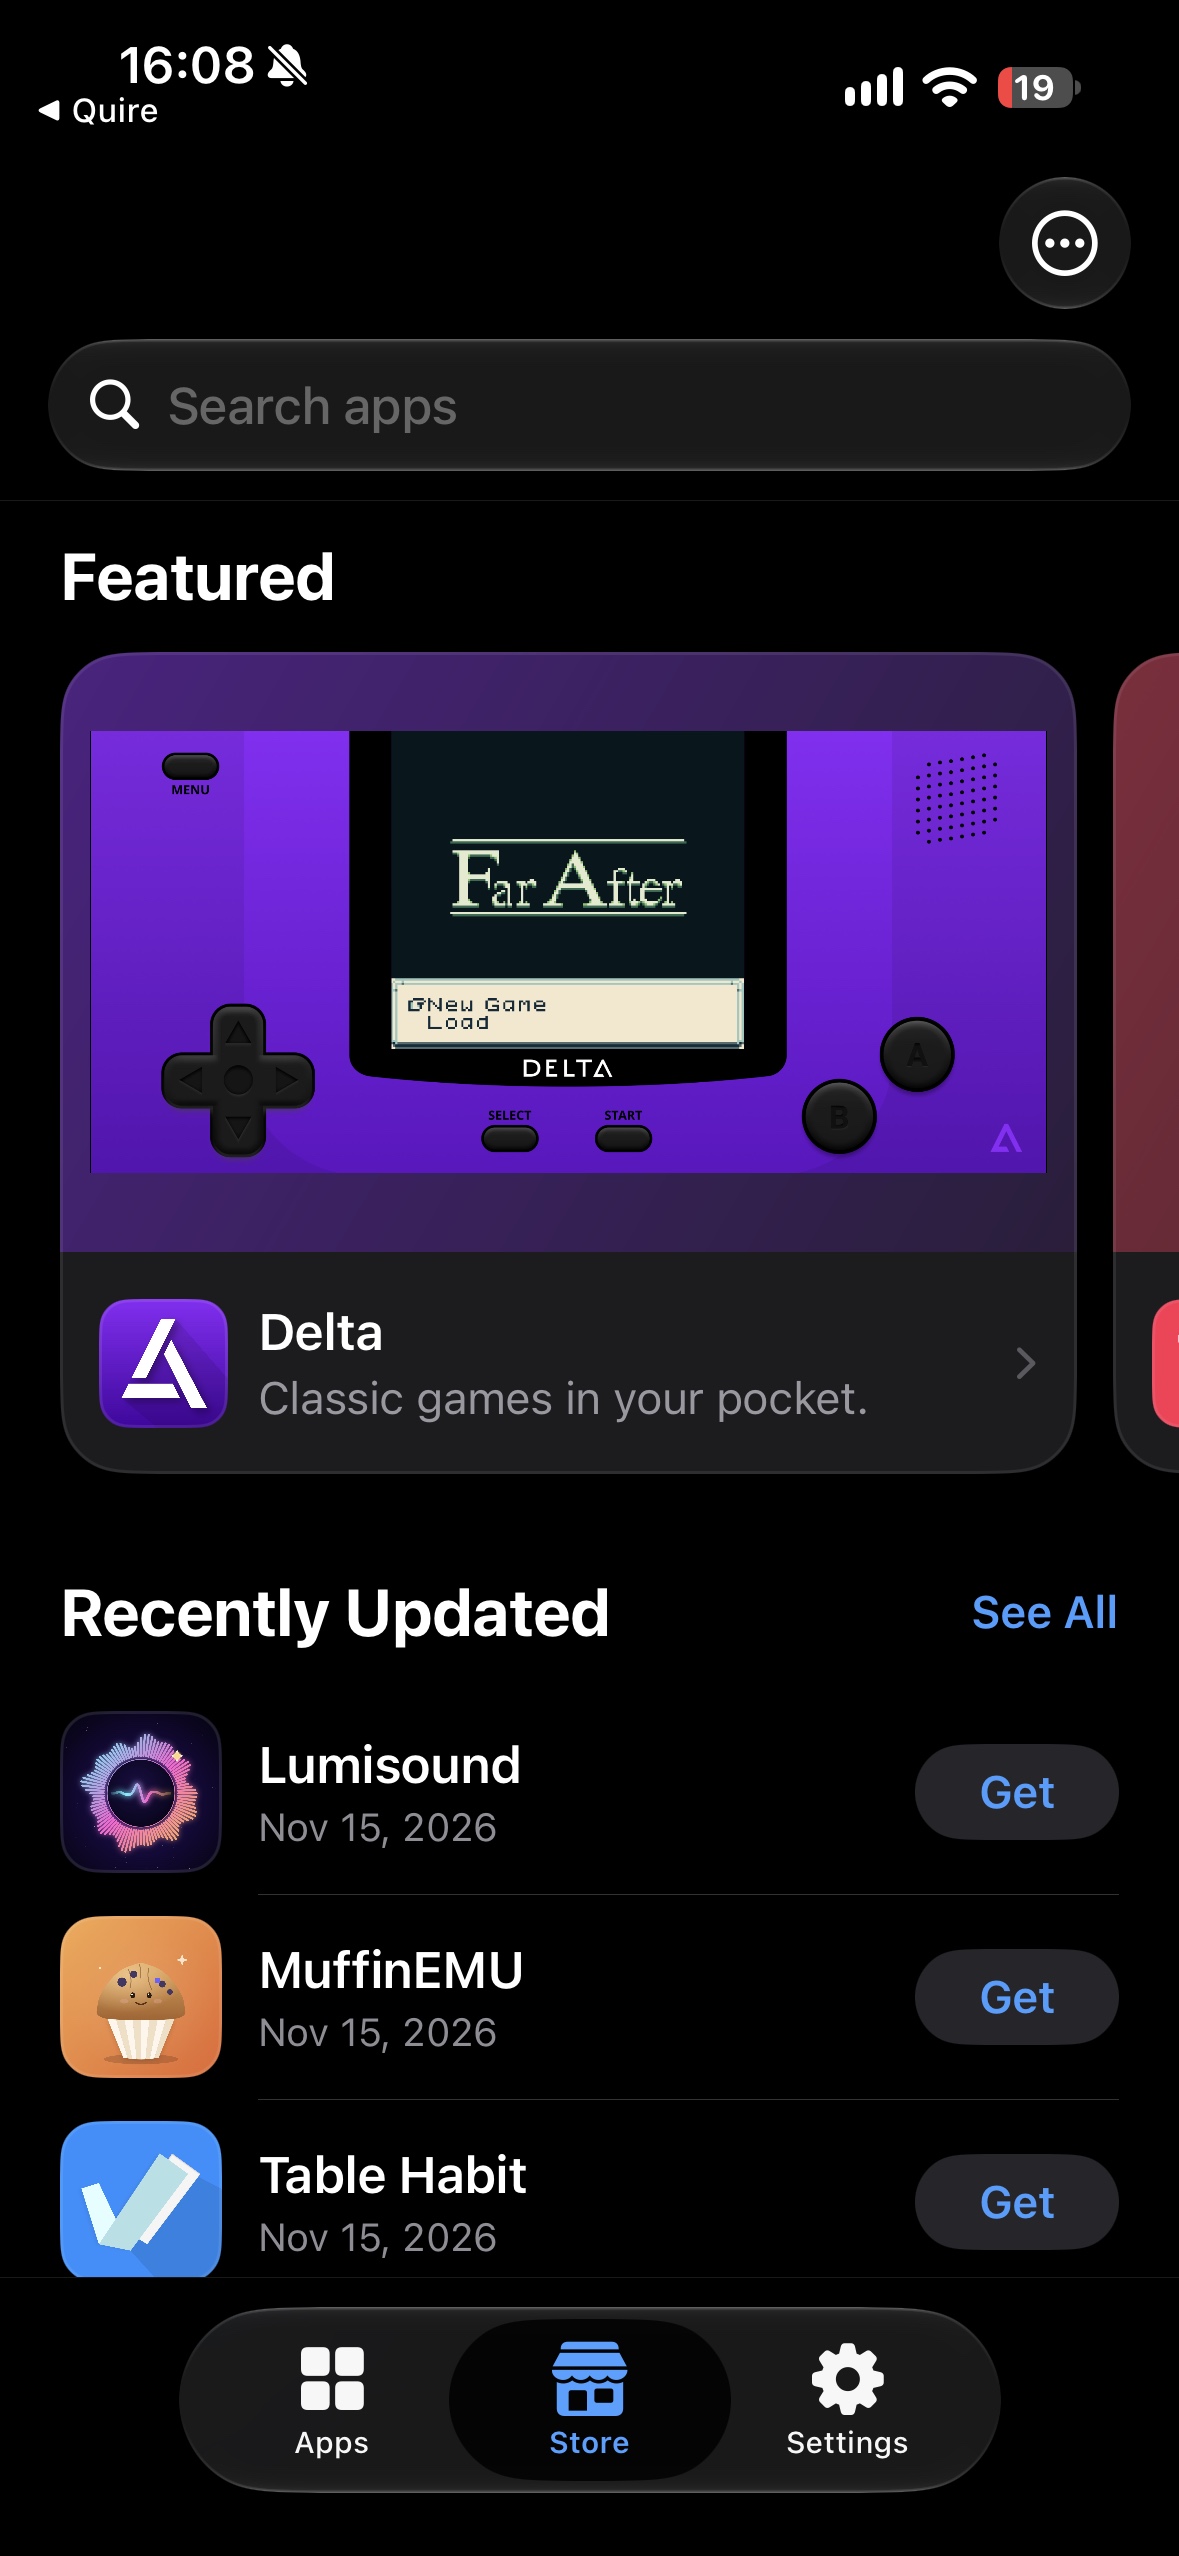 16:08
Quire
19
Search apps
Featured
MENU
Far After
New Game
Load
DELTA
SELECT START
A
B
Delta
Classic games in your pocket.
Recently Updated
See All
Lumisound
Nov 15, 2026
Get
MuffinEMU
Nov 15, 2026
Get
Table Habit
Nov 15, 2026
Get
Apps
Store
Settings